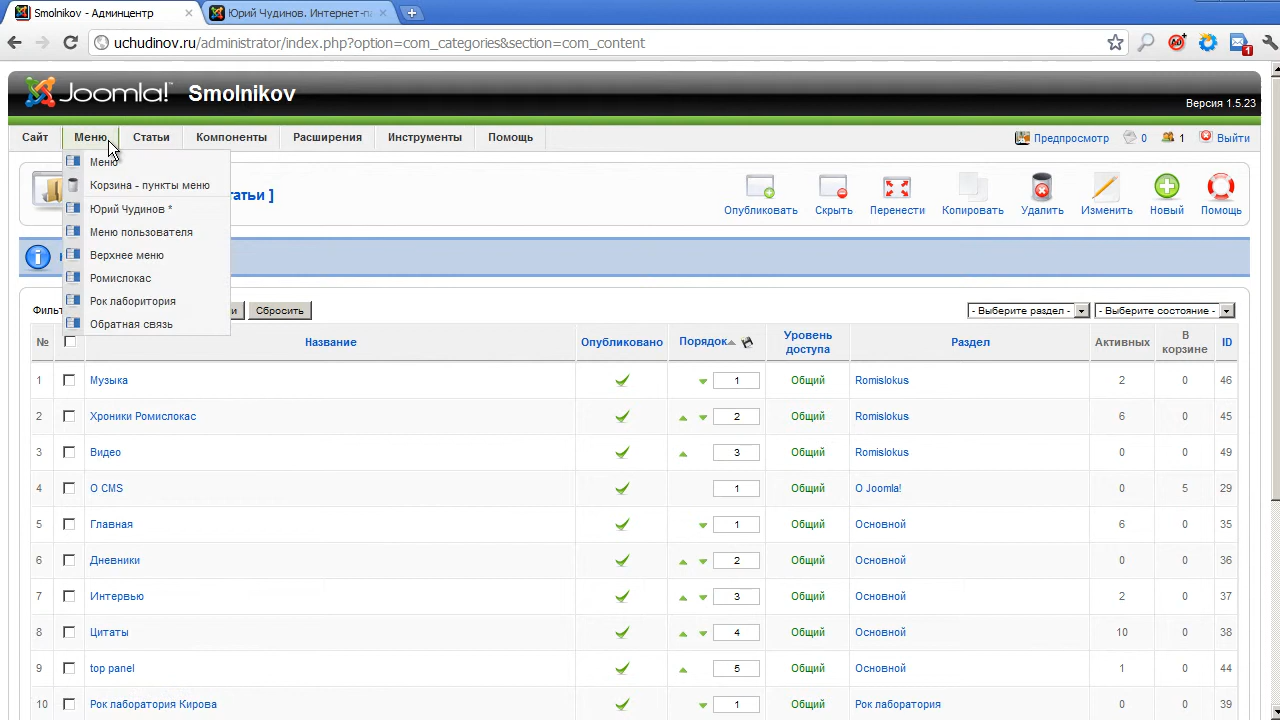 Smolnikov - Админцентр
Юрий Чудинов. Интернет-п
uchudinov.ru/administrator/index.php?option=com_categories&section=com_content
1
Joomla!™ Smolnikov
Версия 1.5.23
Сайт Меню Статьи Компоненты Расширения Инструменты Помощь
Предпросмотр 0 1 Выйти
Меню
Корзина - пункты меню
Юрий Чудинов *
Меню пользователя
Верхнее меню
Ромислокас
Рок лаборитория
Обратная связь
татьи ]
Опубликовать Скрыть Перенести Копировать Удалить Изменить Новый Помощь
Сбросить
- Выберите раздел - - Выберите состояние -
№ Название Опубликовано Порядок Уровень доступа Раздел Активных В корзине ID
1 Музыка 1 Общий Romislokus 2 0 46
2 Хроники Ромислокас 2 Общий Romislokus 6 0 45
3 Видео 3 Общий Romislokus 0 0 49
4 О CMS 1 Общий О Joomla! 0 5 29
5 Главная 1 Общий Основной 6 0 35
6 Дневники 2 Общий Основной 0 0 36
7 Интервью 3 Общий Основной 2 0 37
8 Цитаты 4 Общий Основной 10 0 38
9 top panel 5 Общий Основной 1 0 44
10 Рок лаборатория Кирова 1 Общий Рок лаборатория 0 0 39